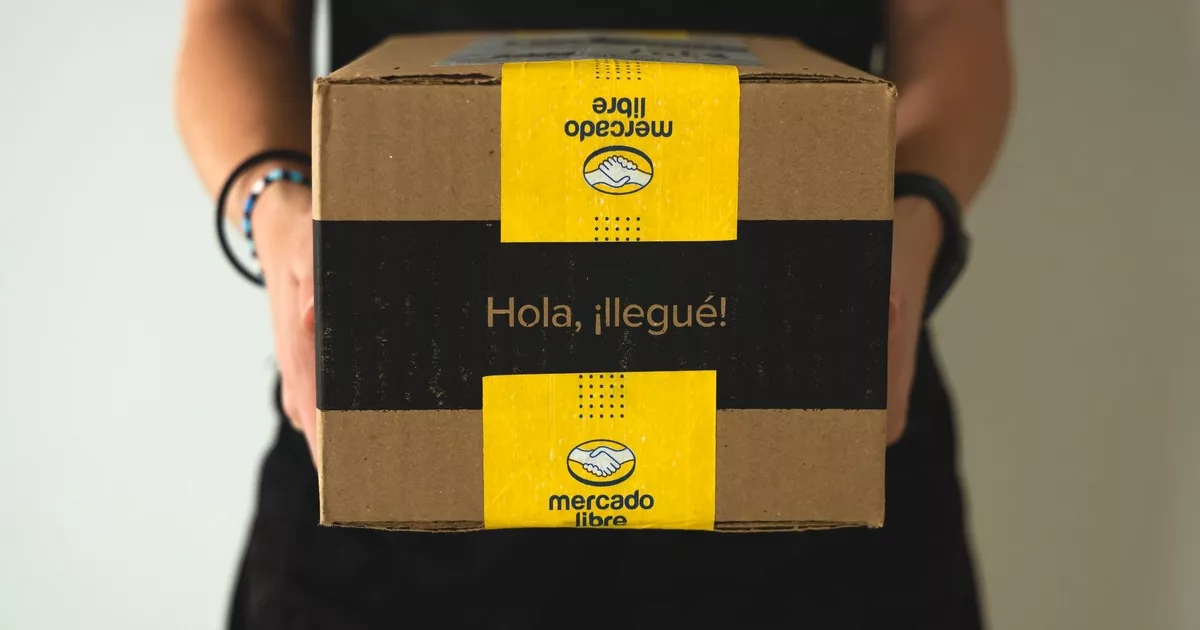 mercado
libre
Hola, ¡llegué!
mercado
libre